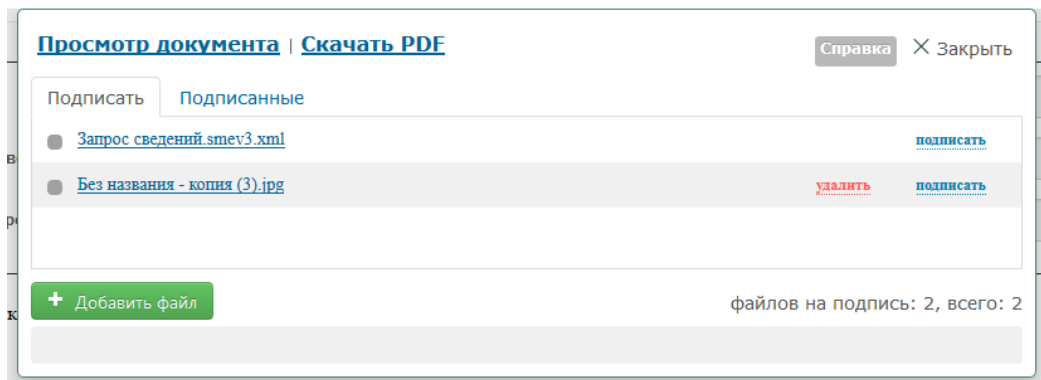 Просмотр документа | Скачать PDF Справка × Закрыть
Подписать Подписанные
Запрос сведений.smev3.xml подписать
Без названия - копия (3).jpg удалить подписать
+ Добавить файл файлов на подпись: 2, всего: 2